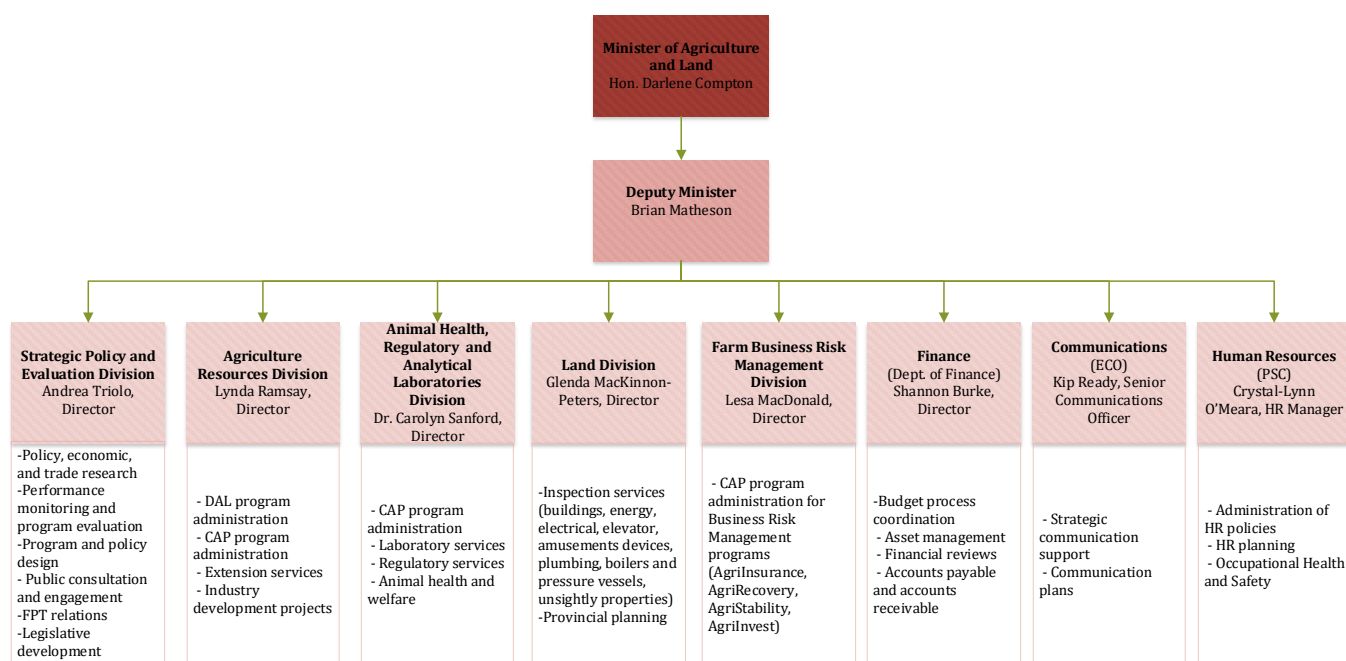 Minister of Agriculture
and Land
Hon. Darlene Compton
Deputy Minister
Brian Matheson
Strategic Policy and
Evaluation Division
Andrea Triolo,
Director
-Policy, economic,
and trade research
-Performance
monitoring and
program evaluation
-Program and policy
design
- Public consultation
and engagement
-FPT relations
-Legislative
development
Agriculture
Resources Division
Lynda Ramsay,
Director
- DAL program
administration
- CAP program
administration
- Extension services
- Industry
development projects
Animal Health,
Regulatory and
Analytical
Laboratories
Division
Dr. Carolyn Sanford,
Director
- CAP program
administration
- Laboratory services
- Regulatory services
- Animal health and
welfare
Land Division
Glenda MacKinnon-
Peters, Director
-Inspection services
(buildings, energy,
electrical, elevator,
amusements devices,
plumbing, boilers and
pressure vessels,
unsightly properties)
-Provincial planning
Farm Business Risk
Management
Division
Lesa MacDonald,
Director
- CAP program
administration for
Business Risk
Management
programs
(AgriInsurance,
AgriRecovery,
AgriStability,
AgriInvest)
Finance
(Dept. of Finance)
Shannon Burke,
Director
-Budget process
coordination
- Asset management
- Financial reviews
- Accounts payable
and accounts
receivable
Communications
(ECO)
Kip Ready, Senior
Communications
Officer
- Strategic
communication
support
- Communication
plans
Human Resources
(PSC)
Crystal-Lynn
O’Meara, HR Manager
- Administration of
HR policies
- HR planning
- Occupational Health
and Safety